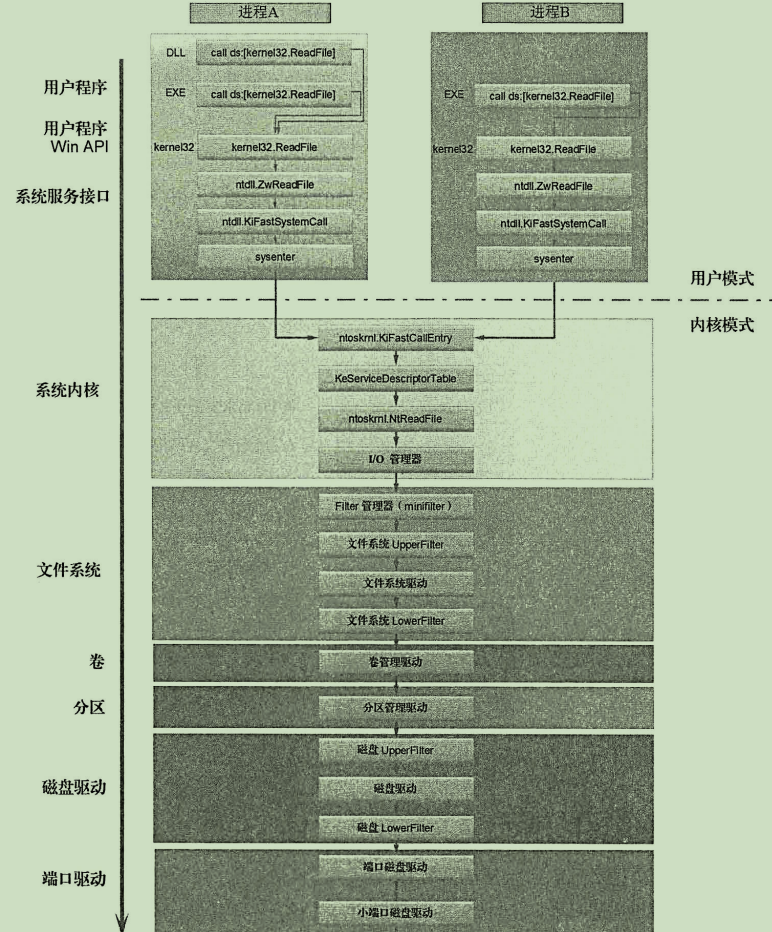 进程A
进程B
DLL
call ds:[kernel32.ReadFile]
用户程序
EXE
call ds:[kernel32.ReadFile]
EXE
call ds:[kernel32.ReadFile]
用户程序
Win API
kernel32
kernel32.ReadFile
kernel32
kernel32.ReadFile
系统服务接口
ntdll.ZwReadFile
ntdll.ZwReadFile
ntdll.KiFastSystemCall
ntdll.KiFastSystemCall
sysenter
sysenter
用户模式
内核模式
系统内核
ntoskrnl.KiFastCallEntry
KeServiceDescriptorTable
ntoskrnl.NtReadFile
I/O 管理器
文件系统
Filter 管理器（minifilter）
文件系统 UpperFilter
文件系统驱动
文件系统 LowerFilter
卷
卷管理驱动
分区
分区管理驱动
磁盘驱动
磁盘 UpperFilter
磁盘驱动
磁盘 LowerFilter
端口驱动
端口磁盘驱动
小端口磁盘驱动